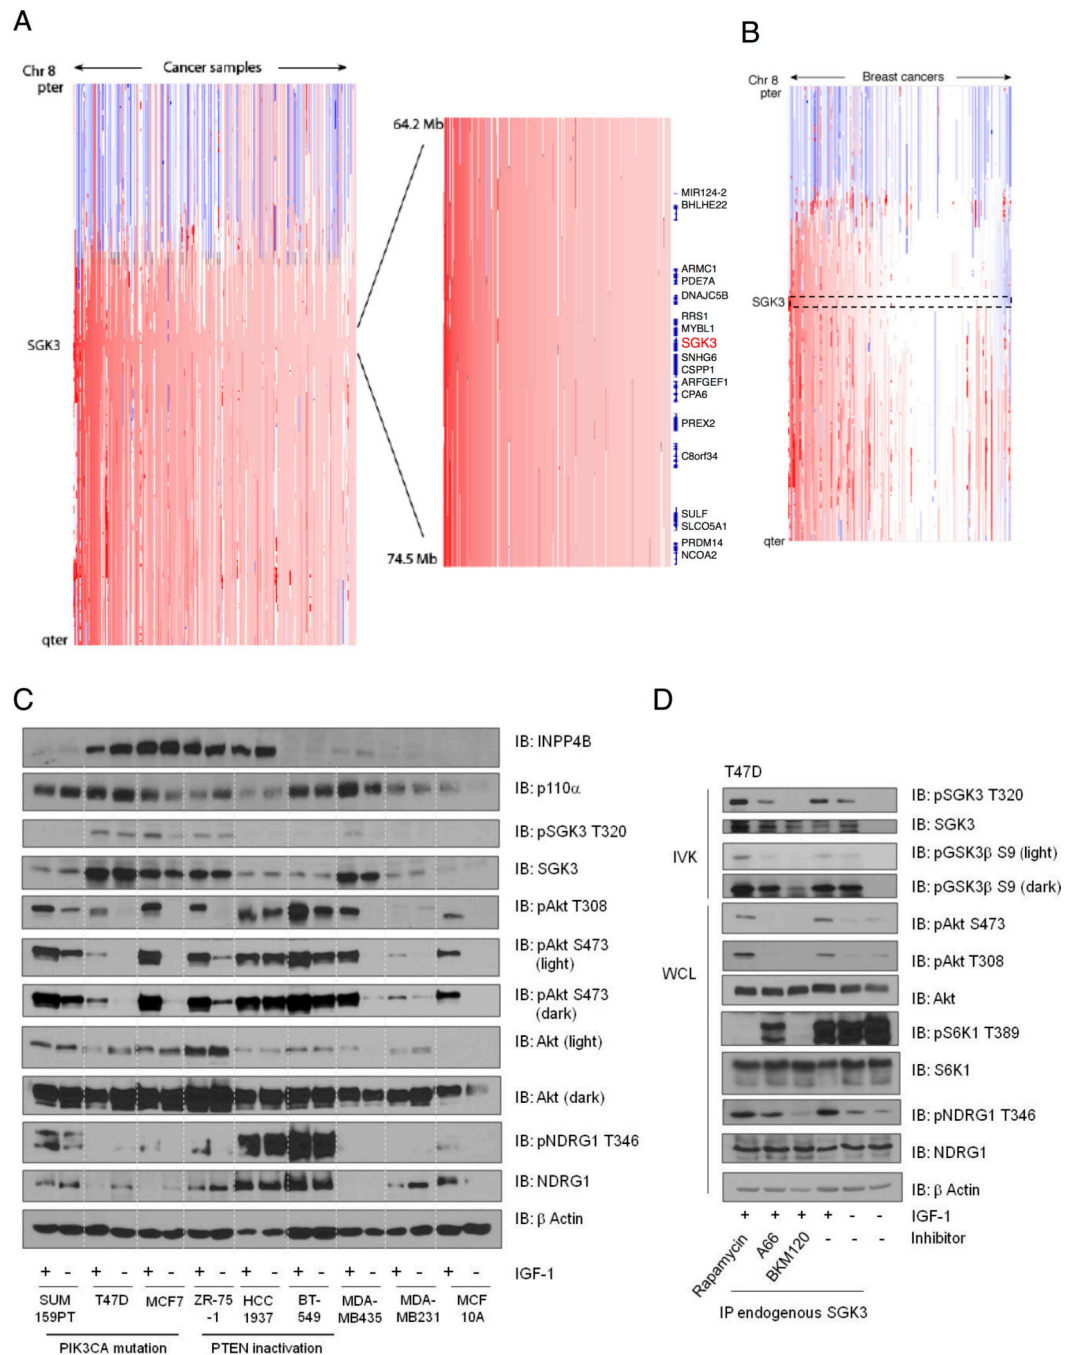 A
Chr 8
pter
Cancer samples
SGK3
qter
64.2 Mb
74.5 Mb
MIR124-2
BHLHE22
ARMC1
PDE7A
DNAJC5B
RRS1
MYBL1
SGK3
SNHG6
CSPP1
ARFGEF1
CPA6
PREX2
C8orf34
SULF
SLCO5A1
PRDM14
NCOA2
B
Chr 8
pter
Breast cancers
SGK3
qter
C
IB: INPP4B
IB: p110α
IB: pSGK3 T320
IB: SGK3
IB: pAkt T308
IB: pAkt S473
(light)
IB: pAkt S473
(dark)
IB: Akt (light)
IB: Akt (dark)
IB: pNDRG1 T346
IB: NDRG1
IB: β Actin
+ - + - + - + - + - + - + - + - + - IGF-1
SUM
159PT
T47D
MCF7
ZR-75
-1
HCC
1937
BT-
549
MDA-
MB435
MDA-
MB231
MCF
10A
PIK3CA mutation
PTEN inactivation
D
T47D
IVK
IB: pSGK3 T320
IB: SGK3
IB: pGSK3β S9 (light)
IB: pGSK3β S9 (dark)
WCL
IB: pAkt S473
IB: pAkt T308
IB: Akt
IB: pS6K1 T389
IB: S6K1
IB: pNDRG1 T346
IB: NDRG1
IB: β Actin
+ + + + - - IGF-1
Rapamycin A66 BKM120 - - - Inhibitor
IP endogenous SGK3